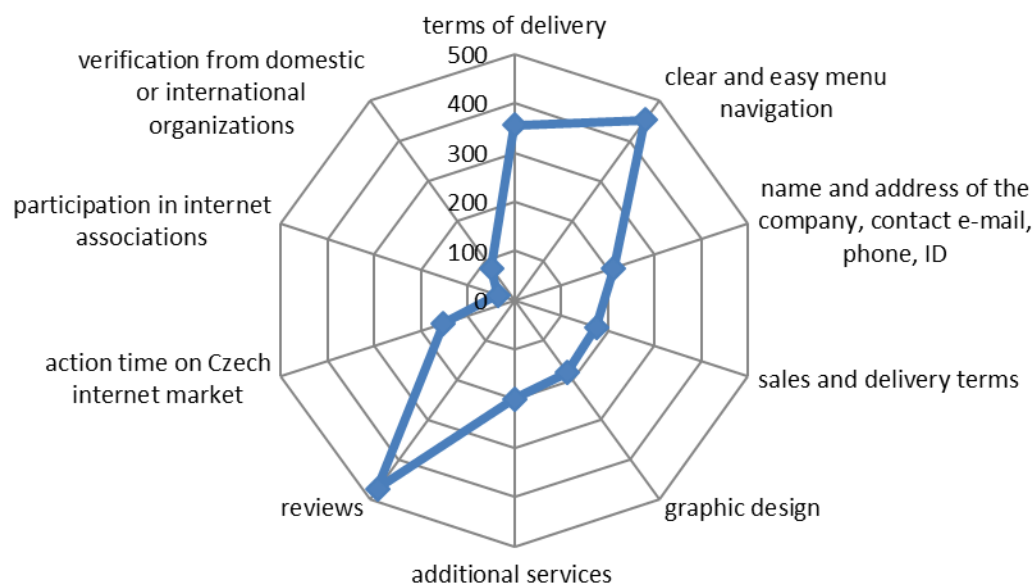 terms of delivery
500
400
300
200
100
0
clear and easy menu
navigation
name and address of the
company, contact e-mail,
phone, ID
sales and delivery terms
graphic design
additional services
reviews
action time on Czech
internet market
participation in internet
associations
verification from domestic
or international
organizations